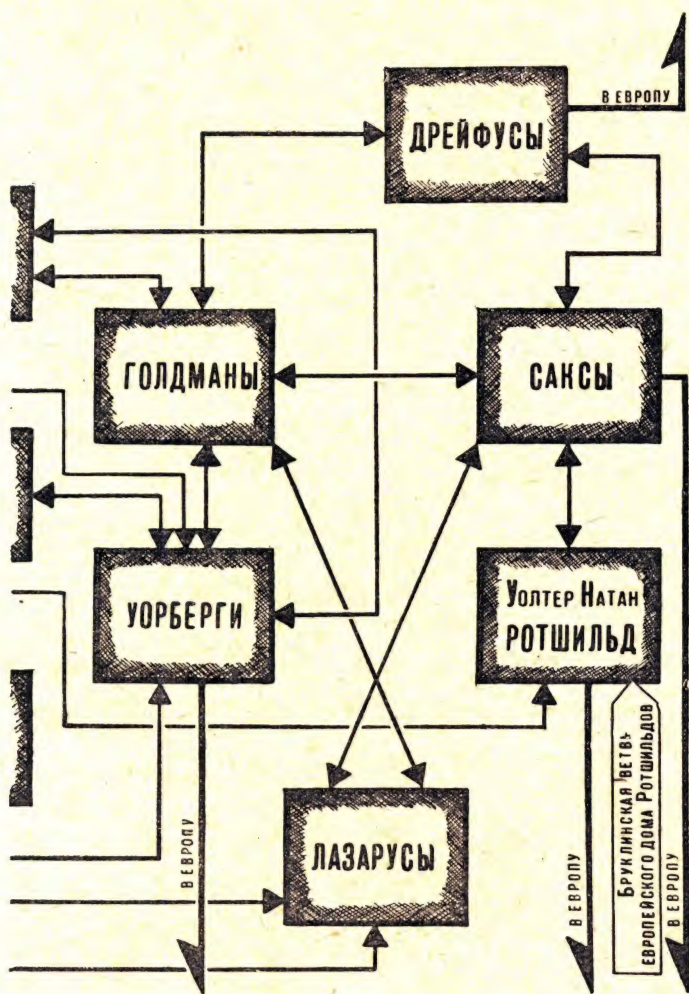 В ЕВРОПУ
ДРЕЙФУСЫ
ГОЛДМАНЫ
САКСЫ
УОРБЕРГИ
Уолтер Натан
РОТШИЛЬД
ЛАЗАРУСЫ
В ЕВРОПУ
В ЕВРОПУ
Бруклинская ветвь
европейского дома Ротшильдов
В ЕВРОПУ